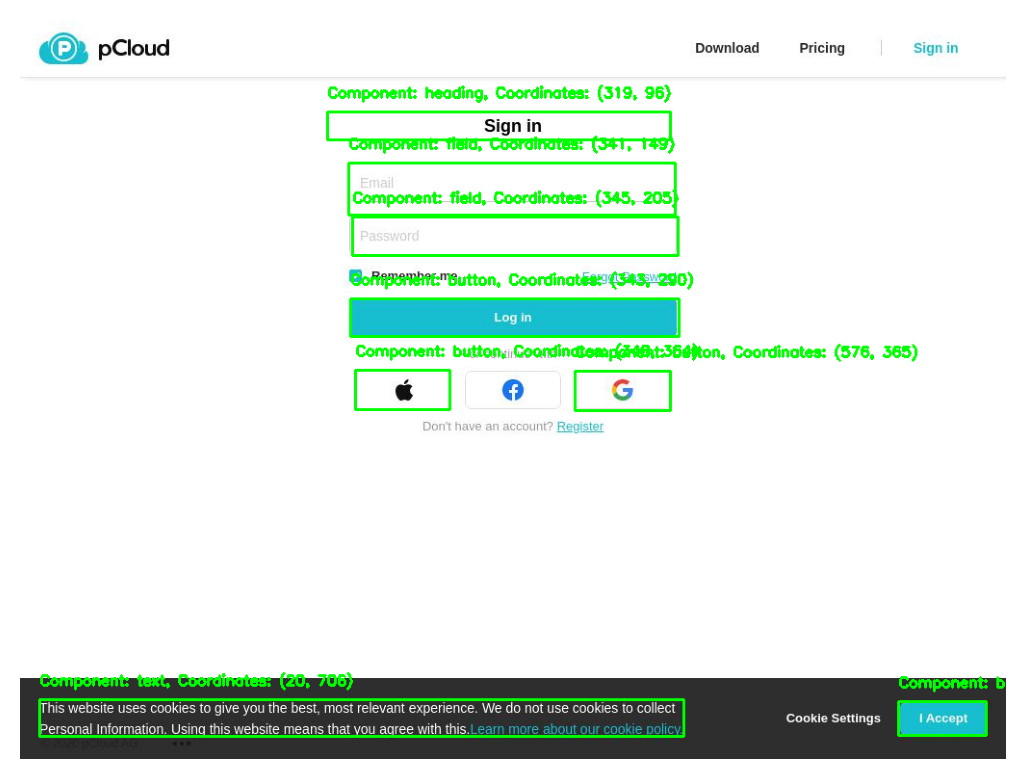 pCloud
Download Pricing Sign in
Component: heading, Coordinates: (319, 96)
Sign in
Component: field, Coordinates: (341, 149)
Email
Component: field, Coordinates: (345, 205)
Password
Remember me
Component: button, Coordinates: (343, 290)
Log in
Component: button, Coordinates:
Component: button, Coordinates: (576, 365)
Don't have an account? Register
Component: text, Coordinates: (20, 706)
Component: b
This website uses cookies to give you the best, most relevant experience. We do not use cookies to collect
Personal Information. Using this website means that you agree with this.Learn more about our cookie policy.
Cookie Settings
I Accept